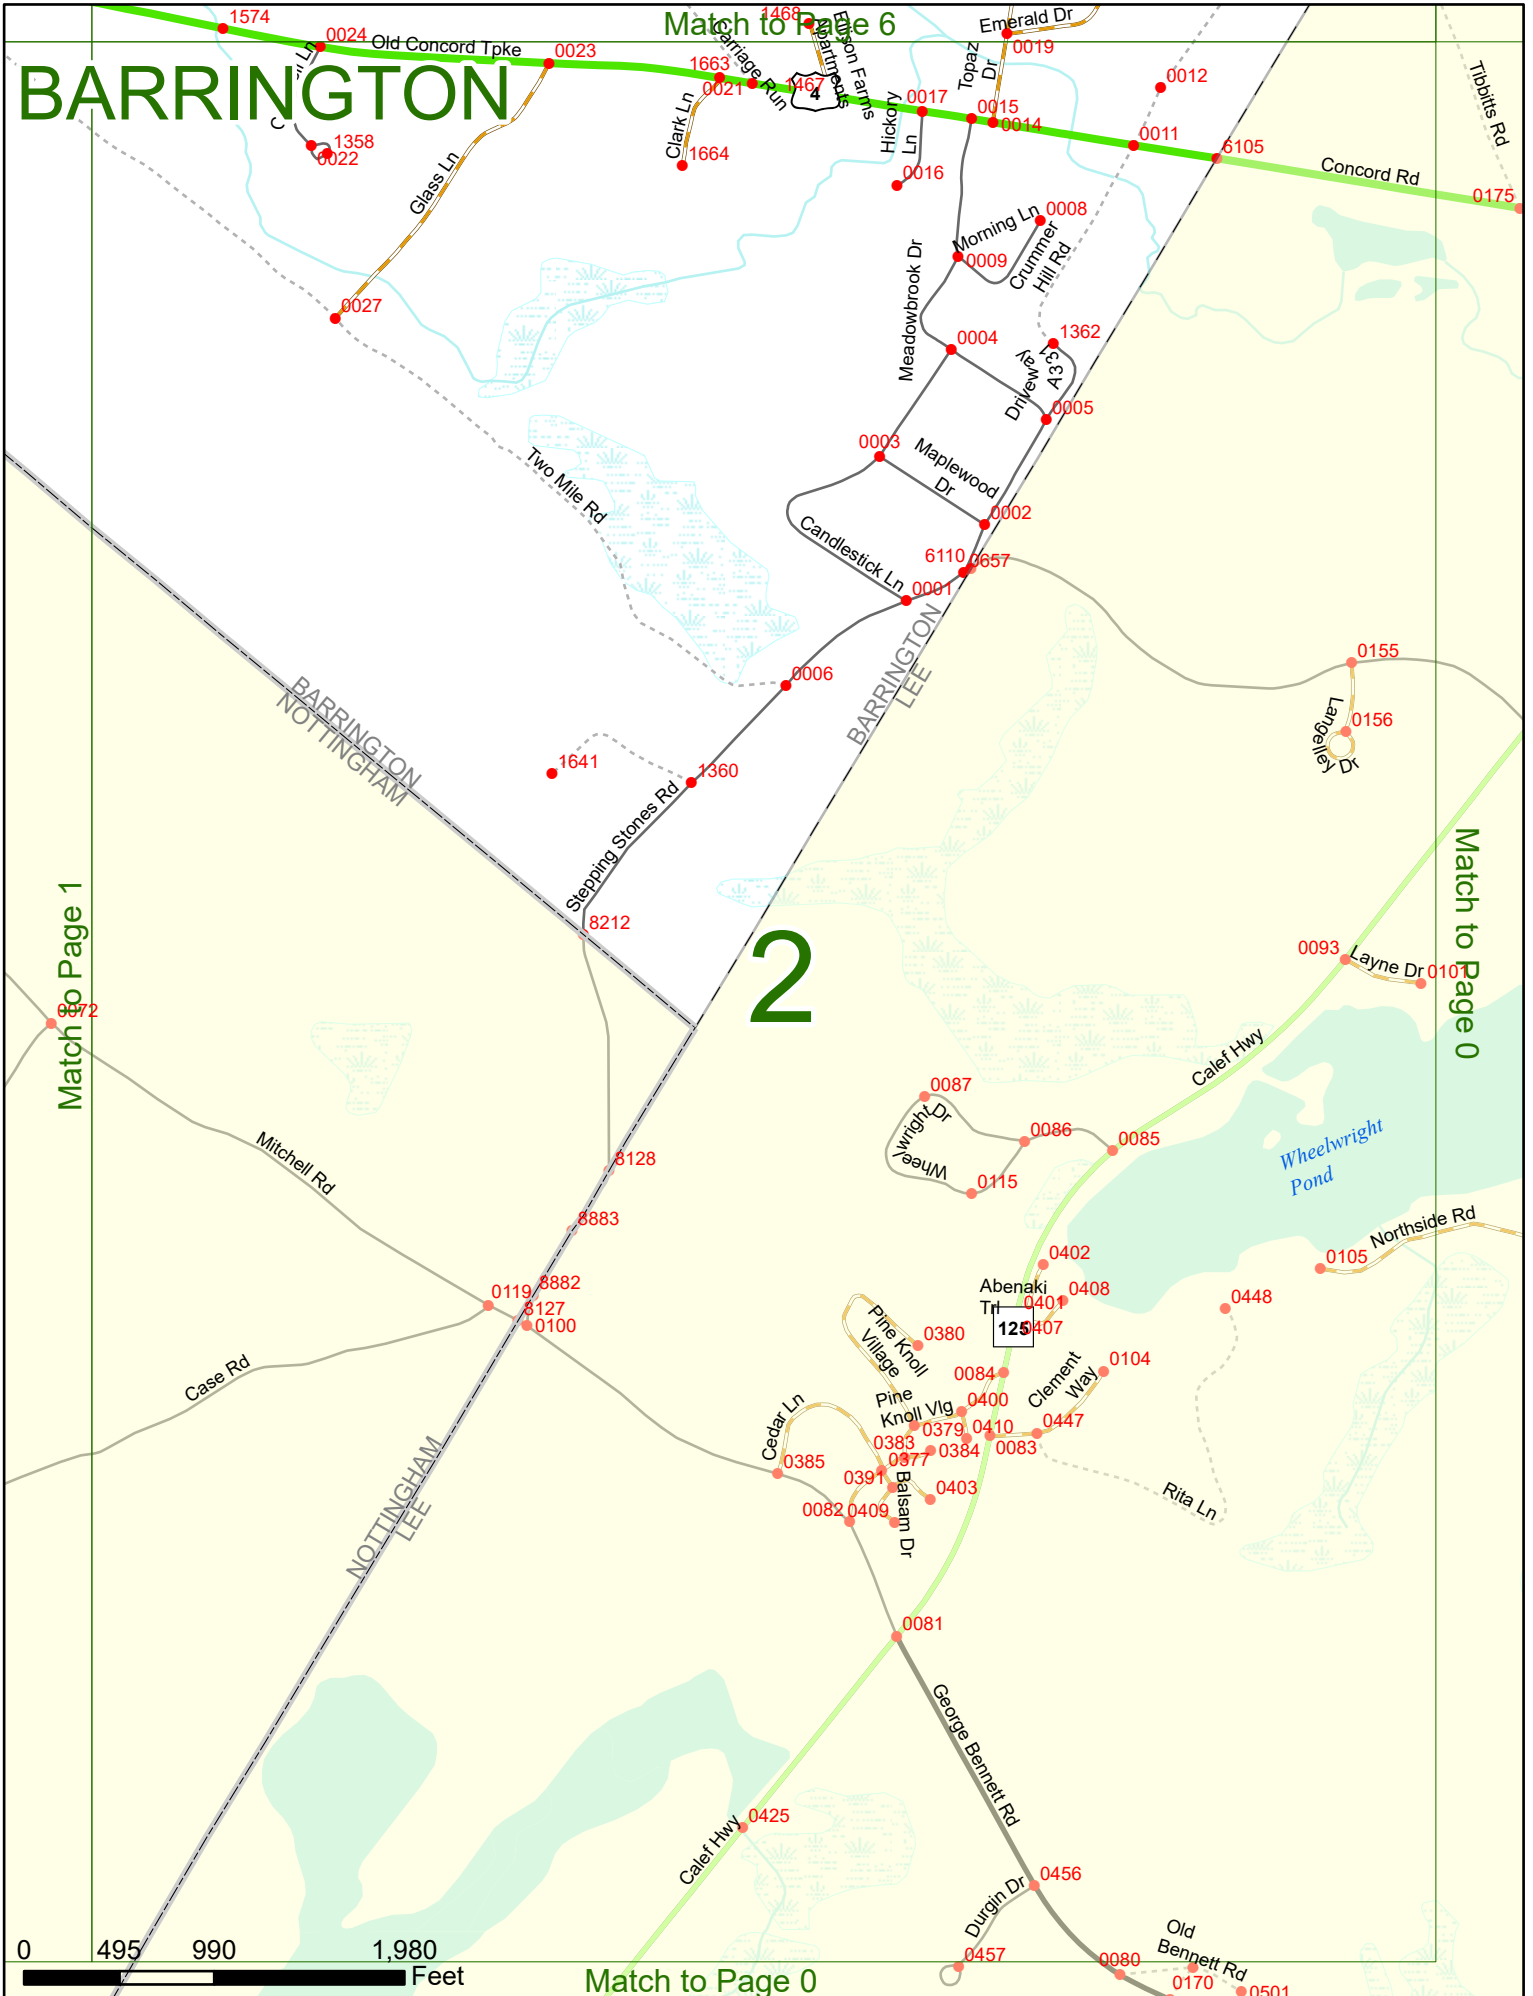 Match to Page 6
BARRINGTON
1574
0024
Old Concord Tpke
0023
1663
0021
Carriage Run
1468
1467
4
Ellison Farms
Apartments
Emerald Dr
0019
Topaz
Dr
0012
Tibbitts Rd
0017
0015
0014
0011
6105
Concord Rd
0175
Hickory
Ln
0016
Clark Ln
1664
1358
0022
Glass Ln
0027
Morning Ln
0008
0009
Crummer
Hill Rd
Meadowbrook Dr
0004
1362
Driveway
A331
0005
0003
Maplewood
Dr
0002
Two Mile Rd
Candlestick Ln
6110
0657
0001
BARRINGTON
LEE
0006
0155
0156
Langelley Dr
BARRINGTON
NOTTINGHAM
1641
1360
Stepping Stones Rd
8212
2
Match to Page 1
Match to Page 0
0093
Layne Dr
0101
0072
Calef Hwy
0087
Wheelwright Dr
0086
0085
0115
Wheelwright
Pond
Mitchell Rd
8128
8883
Northside Rd
0105
0402
Abenaki
Trl
0401
0408
0407
125
0448
8882
0119
8127
0100
Pine Knoll
Village
0380
0084
Clement
Way
0104
Case Rd
Pine
Knoll Vlg
0400
0379
0410
0083
0447
0383
0384
0377
Cedar Ln
0385
0391
0403
Balsam Dr
0082
0409
Rita Ln
NOTTINGHAM
LEE
0081
George Bennett Rd
0425
Calef Hwy
0456
Durgin Dr
0457
Old
Bennett Rd
0080
0170
0501
0 495 990 1,980
Feet
Match to Page 0